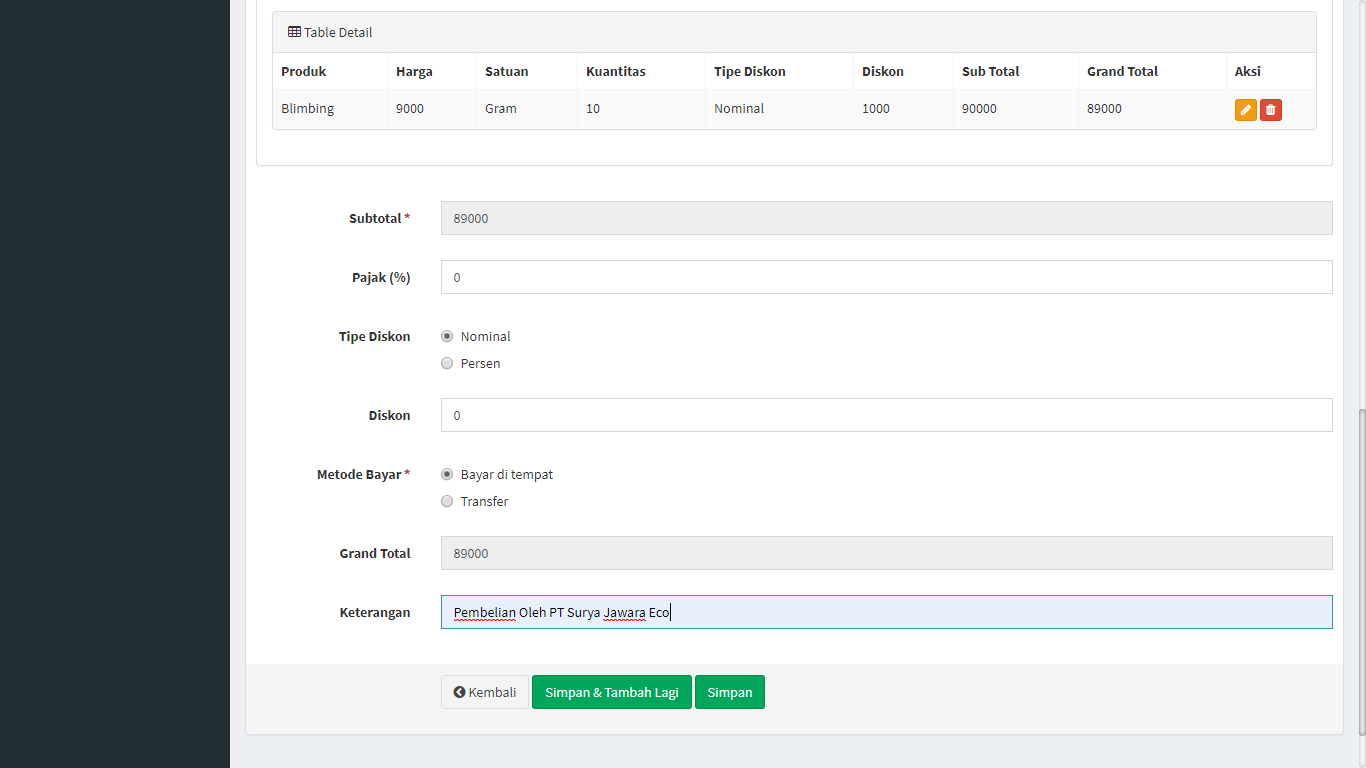 Table Detail
Produk Harga Satuan Kuantitas Tipe Diskon Diskon Sub Total Grand Total Aksi
Blimbing 9000 Gram 10 Nominal 1000 90000 89000
Subtotal * 89000
Pajak (%) 0
Tipe Diskon Nominal
Persen
Diskon 0
Metode Bayar * Bayar di tempat
Transfer
Grand Total 89000
Keterangan Pembelian Oleh PT Surya Jawara Eco
Kembali Simpan & Tambah Lagi Simpan